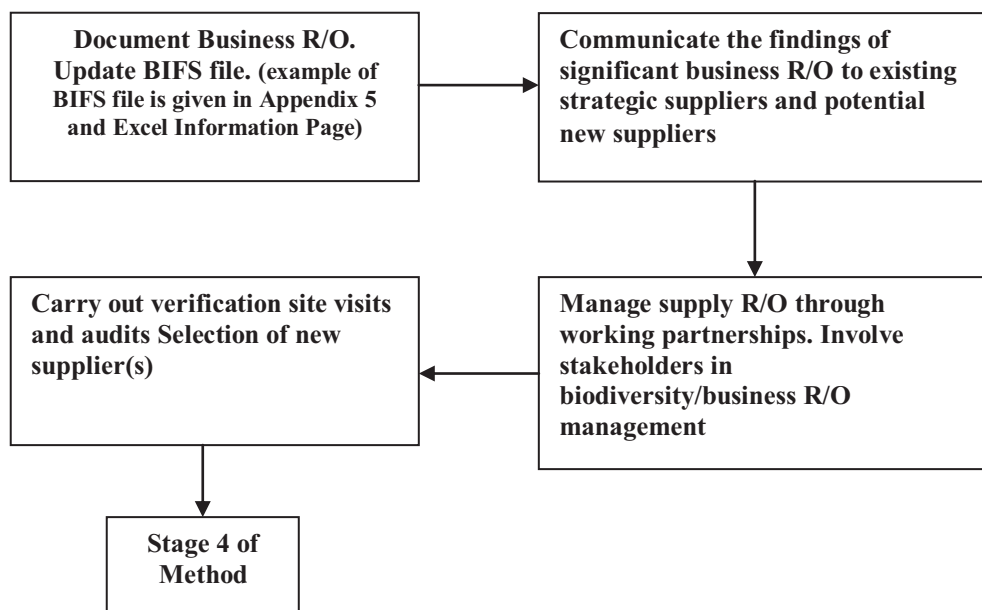 Document Business R/O.
Update BIFS file. (example of
BIFS file is given in Appendix 5
and Excel Information Page)
Communicate the findings of
significant business R/O to existing
strategic suppliers and potential
new suppliers
Manage supply R/O through
working partnerships. Involve
stakeholders in
biodiversity/business R/O
management
Carry out verification site visits
and audits Selection of new
supplier(s)
Stage 4 of
Method